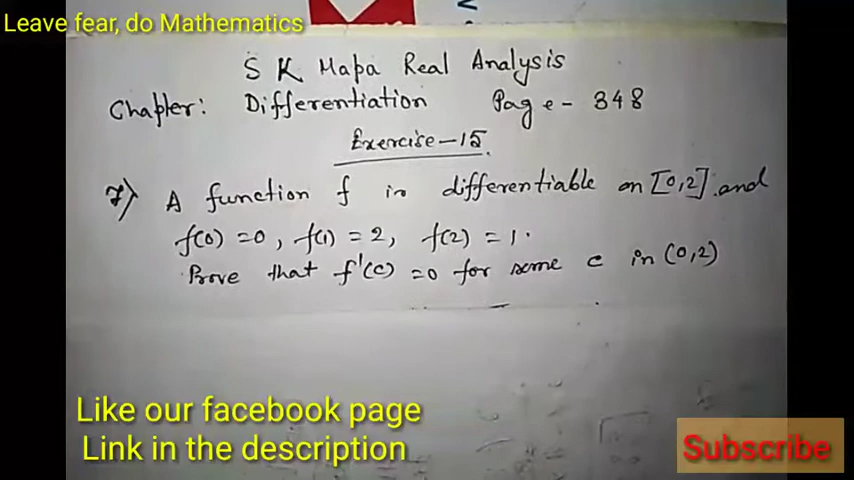 Leave fear, do Mathematics
S K Mapa Real Analysis
Chapter: Differentiation Page - 348
Exercise-15
7) A function f is differentiable on [0,2] and
f(0) = 0, f(1) = 2, f(2) = 1.
Prove that f'(c) = 0 for some c in (0,2)
Like our facebook page
Link in the description
Subscribe